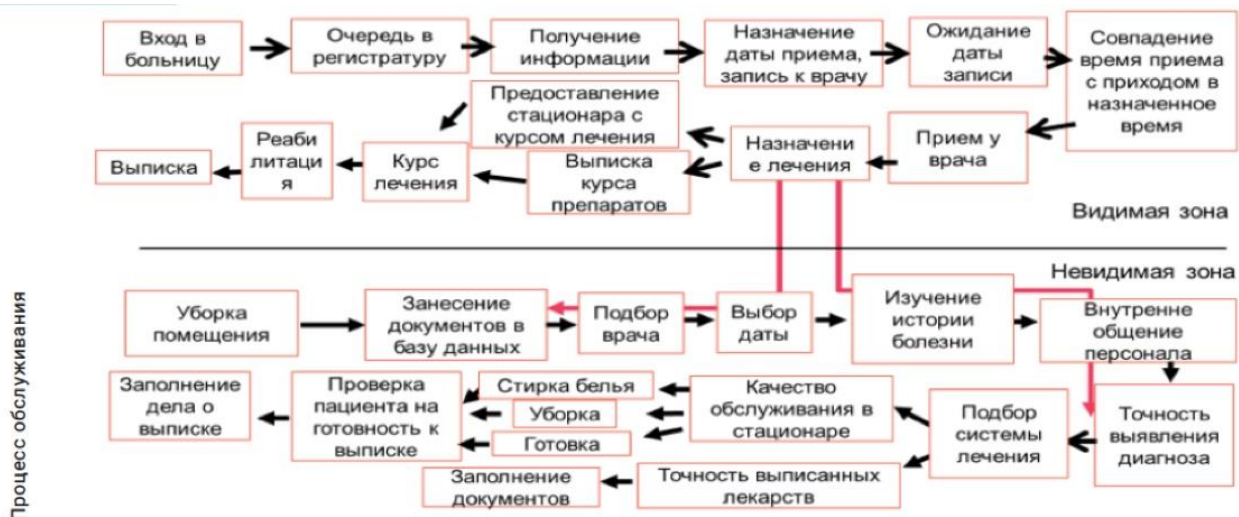 Вход в
больницу
Очередь в
регистратуру
Получение
информации
Назначение
даты приема,
запись к врачу
Ожидание
даты
записи
Совпадение
время приема
с приходом в
назначенное
время
Прием у
врача
Назначени
е лечения
Предоставление
стационара с
курсом лечения
Выписка
курса
препаратов
Курс
лечения
Реаби
литаци
я
Выписка
Видимая зона
Невидимая зона
Процесс обслуживания
Уборка
помещения
Занесение
документов в
базу данных
Подбор
врача
Выбор
даты
Изучение
истории
болезни
Внутренне
общение
персонала
Точность
выявления
диагноза
Подбор
системы
лечения
Качество
обслуживания в
стационаре
Стирка белья
Уборка
Готовка
Проверка
пациента на
готовность к
выписке
Заполнение
дела о
выписке
Точность выписанных
лекарств
Заполнение
документов